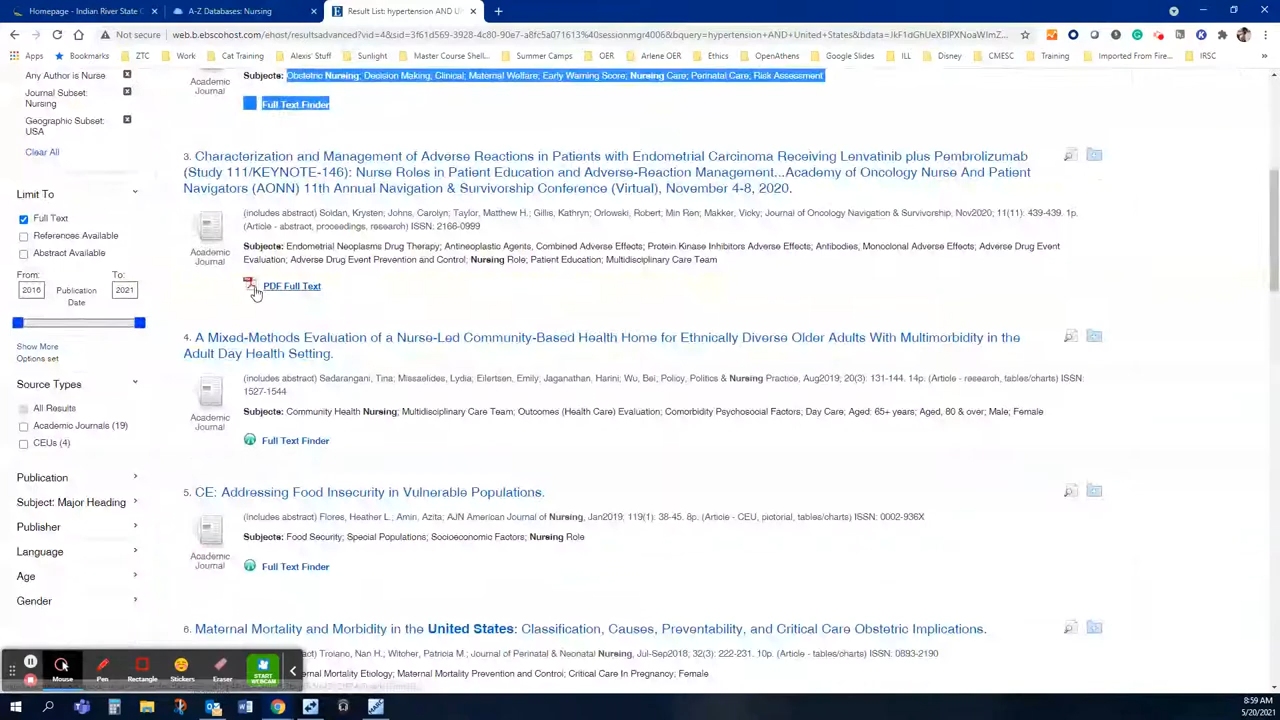 Homepage - Indian River State C
A-Z Databases: Nursing
Result List: hypertension AND U
Not secure
web.b.ebscohost.com/ehost/resultsadvanced?vid=4&sid=3f61d569-3928-4c80-90e7-a8fc5a071613%40sessionmgr4006&bquery=hypertension+AND+United+States&bdata=JkF1dGhUeXBlPXNoaWImZ...
Apps
Bookmarks
ZTC
Work
Cat Training
Alexis' Stuff
Sunlight
Master Course Shell...
Summer Camps
OER
Arlene OER
Ethics
OpenAthens
Google Slides
ILL
Disney
CMESC
Training
Imported From Fire...
IRSC
Any Author is Nurse
Journal Subset:
Nursing
Geographic Subset:
USA
Clear All
Limit To
Full Text
References Available
Abstract Available
From:
To:
2016
Publication
Date
2021
Show More
Options set
Source Types
All Results
Academic Journals (19)
CEUs (4)
Publication
Subject: Major Heading
Publisher
Language
Age
Gender
Academic
Journal
Subjects: Obstetric Nursing; Decision Making, Clinical; Maternal Welfare; Early Warning Score; Nursing Care; Perinatal Care; Risk Assessment
Full Text Finder
3. Characterization and Management of Adverse Reactions in Patients with Endometrial Carcinoma Receiving Lenvatinib plus Pembrolizumab
(Study 111/KEYNOTE-146): Nurse Roles in Patient Education and Adverse-Reaction Management...Academy of Oncology Nurse And Patient
Navigators (AONN) 11th Annual Navigation & Survivorship Conference (Virtual), November 4-8, 2020.
(includes abstract) Soldan, Krysten; Johns, Carolyn; Taylor, Matthew H.; Gillis, Kathryn; Orlowski, Robert; Min Ren; Makker, Vicky; Journal of Oncology Navigation & Survivorship, Nov2020; 11(11): 439-439. 1p.
(Article - abstract, proceedings, research) ISSN: 2166-0999
Academic
Journal
Subjects: Endometrial Neoplasms Drug Therapy; Antineoplastic Agents, Combined Adverse Effects; Protein Kinase Inhibitors Adverse Effects; Antibodies, Monoclonal Adverse Effects; Adverse Drug Event
Evaluation; Adverse Drug Event Prevention and Control; Nursing Role; Patient Education; Multidisciplinary Care Team
PDF Full Text
4. A Mixed-Methods Evaluation of a Nurse-Led Community-Based Health Home for Ethnically Diverse Older Adults With Multimorbidity in the
Adult Day Health Setting.
(includes abstract) Sadarangani, Tina; Missaelides, Lydia; Eilertsen, Emily; Jaganathan, Harini; Wu, Bei, Policy, Politics & Nursing Practice, Aug2019; 20(3): 131-144. 14p. (Article - research, tables/charts) ISSN:
1527-1544
Academic
Journal
Subjects: Community Health Nursing; Multidisciplinary Care Team; Outcomes (Health Care) Evaluation; Comorbidity Psychosocial Factors; Day Care; Aged: 65+ years; Aged, 80 & over; Male; Female
Full Text Finder
5. CE: Addressing Food Insecurity in Vulnerable Populations.
(includes abstract) Flores, Heather L.; Amin, Azita; AJN American Journal of Nursing, Jan2019; 119(1): 38-45. 8p. (Article - CEU, pictorial, tables/charts) ISSN: 0002-936X
Academic
Journal
Subjects: Food Security; Special Populations; Socioeconomic Factors; Nursing Role
Full Text Finder
6. Maternal Mortality and Morbidity in the United States: Classification, Causes, Preventability, and Critical Care Obstetric Implications.
ract) Troiano, Nan H.; Witcher, Patricia M.; Journal of Perinatal & Neonatal Nursing, Jul-Sep2018; 32(3): 222-231. 10p. (Article - tables/charts) ISSN: 0893-2190
ernal Mortality Etiology; Maternal Mortality Prevention and Control; Critical Care In Pregnancy; Female
Mouse
Pen
Rectangle
Stickers
Eraser
START
WEBCAM
8:59 AM
5/20/2021